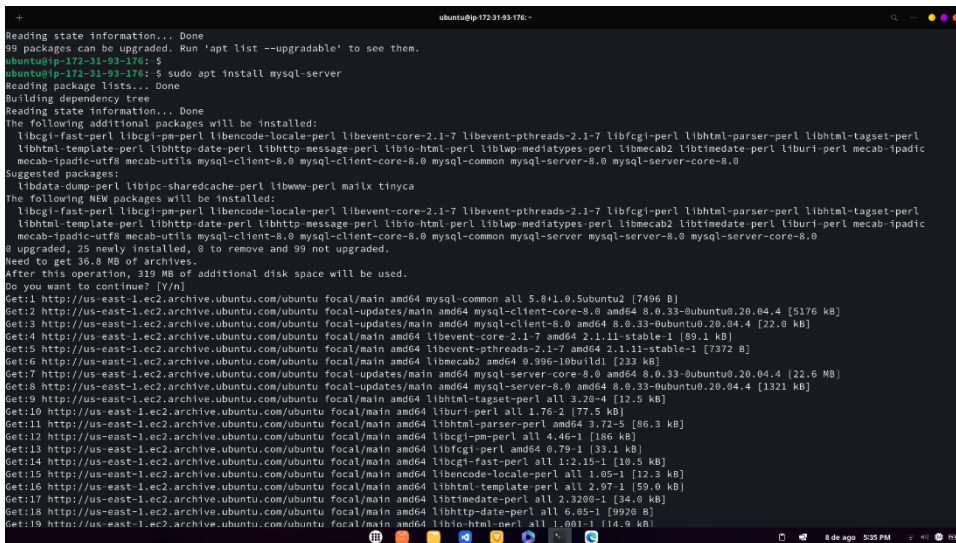 ubuntu@ip-172-31-93-176: ~
Reading state information... Done
99 packages can be upgraded. Run 'apt list --upgradable' to see them.
ubuntu@ip-172-31-93-176:~$
ubuntu@ip-172-31-93-176:~$ sudo apt install mysql-server
Reading package lists... Done
Building dependency tree
Reading state information... Done
The following additional packages will be installed:
libcgi-fast-perl libcgi-pm-perl libencode-locale-perl libevent-core-2.1-7 libevent-pthreads-2.1-7 libfcgi-perl libhtml-parser-perl libhtml-tagset-perl
libhtml-template-perl libhttp-date-perl libhttp-message-perl libio-html-perl liblwp-mediatypes-perl libmecab2 libtimedate-perl liburi-perl mecab-ipadic
mecab-ipadic-utf8 mecab-utils mysql-client-8.0 mysql-client-core-8.0 mysql-common mysql-server-8.0 mysql-server-core-8.0
Suggested packages:
libdata-dump-perl libipc-sharedcache-perl libwww-perl mailx tinyca
The following NEW packages will be installed:
libcgi-fast-perl libcgi-pm-perl libencode-locale-perl libevent-core-2.1-7 libevent-pthreads-2.1-7 libfcgi-perl libhtml-parser-perl libhtml-tagset-perl
libhtml-template-perl libhttp-date-perl libhttp-message-perl libio-html-perl liblwp-mediatypes-perl libmecab2 libtimedate-perl liburi-perl mecab-ipadic
mecab-ipadic-utf8 mecab-utils mysql-client-8.0 mysql-client-core-8.0 mysql-common mysql-server mysql-server-8.0 mysql-server-core-8.0
0 upgraded, 25 newly installed, 0 to remove and 99 not upgraded.
Need to get 36.8 MB of archives.
After this operation, 319 MB of additional disk space will be used.
Do you want to continue? [Y/n]
Get:1 http://us-east-1.ec2.archive.ubuntu.com/ubuntu focal/main amd64 mysql-common all 5.8+1.0.5ubuntu2 [7496 B]
Get:2 http://us-east-1.ec2.archive.ubuntu.com/ubuntu focal-updates/main amd64 mysql-client-core-8.0 amd64 8.0.33-0ubuntu0.20.04.4 [5176 kB]
Get:3 http://us-east-1.ec2.archive.ubuntu.com/ubuntu focal-updates/main amd64 mysql-client-8.0 amd64 8.0.33-0ubuntu0.20.04.4 [22.0 kB]
Get:4 http://us-east-1.ec2.archive.ubuntu.com/ubuntu focal/main amd64 libevent-core-2.1-7 amd64 2.1.11-stable-1 [89.1 kB]
Get:5 http://us-east-1.ec2.archive.ubuntu.com/ubuntu focal/main amd64 libevent-pthreads-2.1-7 amd64 2.1.11-stable-1 [7372 B]
Get:6 http://us-east-1.ec2.archive.ubuntu.com/ubuntu focal/main amd64 libmecab2 amd64 0.996-10build1 [233 kB]
Get:7 http://us-east-1.ec2.archive.ubuntu.com/ubuntu focal-updates/main amd64 mysql-server-core-8.0 amd64 8.0.33-0ubuntu0.20.04.4 [22.6 MB]
Get:8 http://us-east-1.ec2.archive.ubuntu.com/ubuntu focal-updates/main amd64 mysql-server-8.0 amd64 8.0.33-0ubuntu0.20.04.4 [1321 kB]
Get:9 http://us-east-1.ec2.archive.ubuntu.com/ubuntu focal/main amd64 libhtml-tagset-perl all 3.20-4 [12.5 kB]
Get:10 http://us-east-1.ec2.archive.ubuntu.com/ubuntu focal/main amd64 liburi-perl all 1.76-2 [77.5 kB]
Get:11 http://us-east-1.ec2.archive.ubuntu.com/ubuntu focal/main amd64 libhtml-parser-perl amd64 3.72-5 [86.3 kB]
Get:12 http://us-east-1.ec2.archive.ubuntu.com/ubuntu focal/main amd64 libcgi-pm-perl all 4.46-1 [186 kB]
Get:13 http://us-east-1.ec2.archive.ubuntu.com/ubuntu focal/main amd64 libfcgi-perl amd64 0.79-1 [33.1 kB]
Get:14 http://us-east-1.ec2.archive.ubuntu.com/ubuntu focal/main amd64 libcgi-fast-perl all 1:2.15-1 [10.5 kB]
Get:15 http://us-east-1.ec2.archive.ubuntu.com/ubuntu focal/main amd64 libencode-locale-perl all 1.05-1 [12.3 kB]
Get:16 http://us-east-1.ec2.archive.ubuntu.com/ubuntu focal/main amd64 libhtml-template-perl all 2.97-1 [59.0 kB]
Get:17 http://us-east-1.ec2.archive.ubuntu.com/ubuntu focal/main amd64 libtimedate-perl all 2.3200-1 [34.0 kB]
Get:18 http://us-east-1.ec2.archive.ubuntu.com/ubuntu focal/main amd64 libhttp-date-perl all 6.05-1 [9920 B]
Get:19 http://us-east-1.ec2.archive.ubuntu.com/ubuntu focal/main amd64 libio-html-perl all 1.001-1 [14.9 kB]
8 de ago 5:35 PM